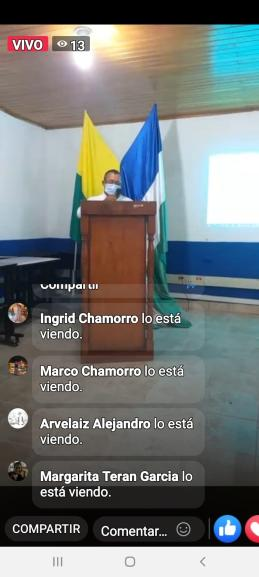 VIVO 13
Compartir
Ingrid Chamorro lo está
viendo.
Marco Chamorro lo está
viendo.
Arvelaiz Alejandro lo está
viendo.
Margarita Teran Garcia lo
está viendo.
COMPARTIR Comentar...